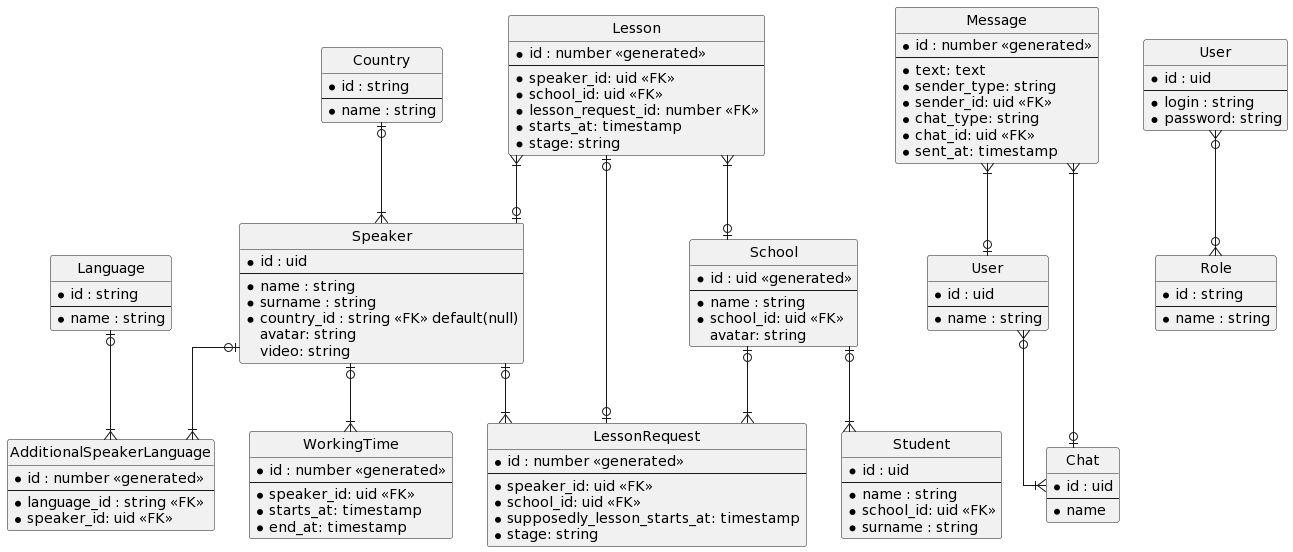 Country
id : string
name : string
Lesson
id : number «generated»
speaker_id: uid «FK»
school_id: uid «FK»
lesson_request_id: number «FK»
starts_at: timestamp
stage: string
Message
id : number «generated»
text: text
sender_type: string
sender_id: uid «FK»
chat_type: string
chat_id: uid «FK»
sent_at: timestamp
User
id : uid
login : string
password: string
Language
id : string
name : string
Speaker
id : uid
name : string
surname : string
country_id : string «FK» default(null)
avatar: string
video: string
School
id : uid «generated»
name : string
school_id: uid «FK»
avatar: string
User
id : uid
name : string
Role
id : string
name : string
AdditionalSpeakerLanguage
id : number «generated»
language_id : string «FK»
speaker_id: uid «FK»
WorkingTime
id : number «generated»
speaker_id: uid «FK»
starts_at: timestamp
end_at: timestamp
LessonRequest
id : number «generated»
speaker_id: uid «FK»
school_id: uid «FK»
supposedly_lesson_starts_at: timestamp
stage: string
Student
id : uid
name : string
school_id: uid «FK»
surname : string
Chat
id : uid
name